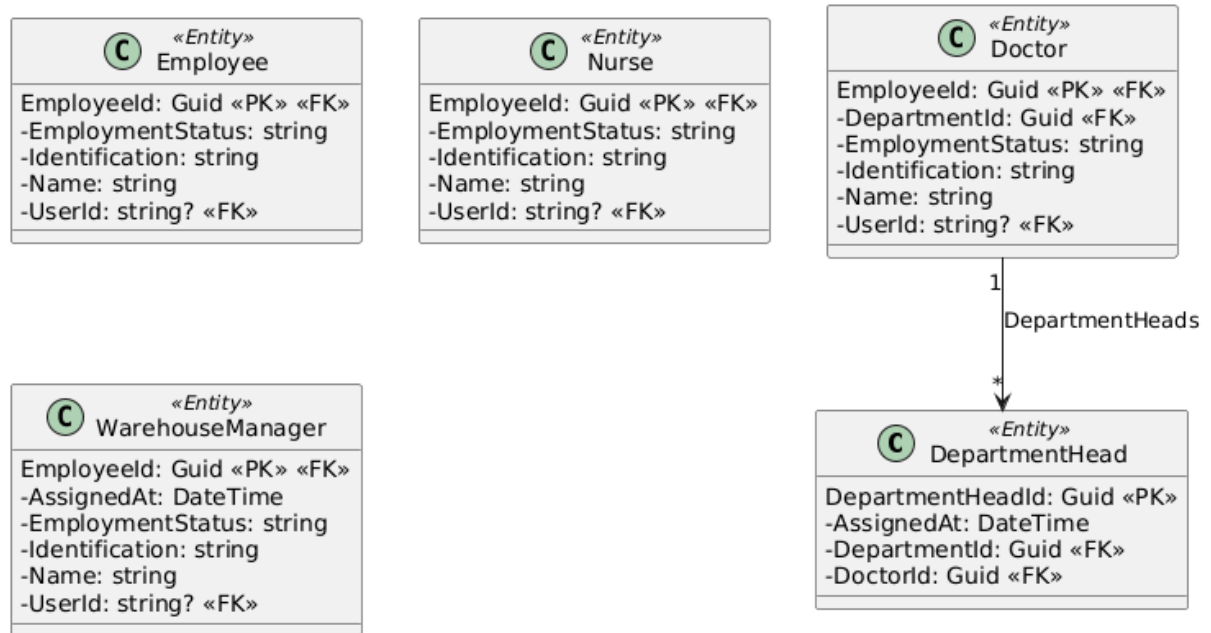 C
«Entity»
Employee
EmployeeId: Guid «PK» «FK»
-EmploymentStatus: string
-Identification: string
-Name: string
-UserId: string? «FK»
C
«Entity»
Nurse
EmployeeId: Guid «PK» «FK»
-EmploymentStatus: string
-Identification: string
-Name: string
-UserId: string? «FK»
C
«Entity»
Doctor
EmployeeId: Guid «PK» «FK»
-DepartmentId: Guid «FK»
-EmploymentStatus: string
-Identification: string
-Name: string
-UserId: string? «FK»
1
DepartmentHeads
*
C
«Entity»
WarehouseManager
EmployeeId: Guid «PK» «FK»
-AssignedAt: DateTime
-EmploymentStatus: string
-Identification: string
-Name: string
-UserId: string? «FK»
C
«Entity»
DepartmentHead
DepartmentHeadId: Guid «PK»
-AssignedAt: DateTime
-DepartmentId: Guid «FK»
-DoctorId: Guid «FK»